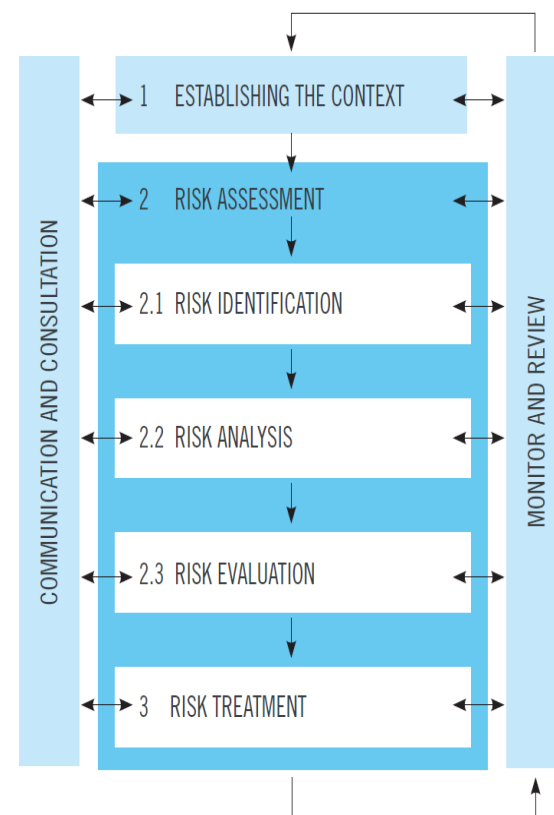 1 ESTABLISHING THE CONTEXT
2 RISK ASSESSMENT
2.1 RISK IDENTIFICATION
2.2 RISK ANALYSIS
2.3 RISK EVALUATION
3 RISK TREATMENT
COMMUNICATION AND CONSULTATION
MONITOR AND REVIEW